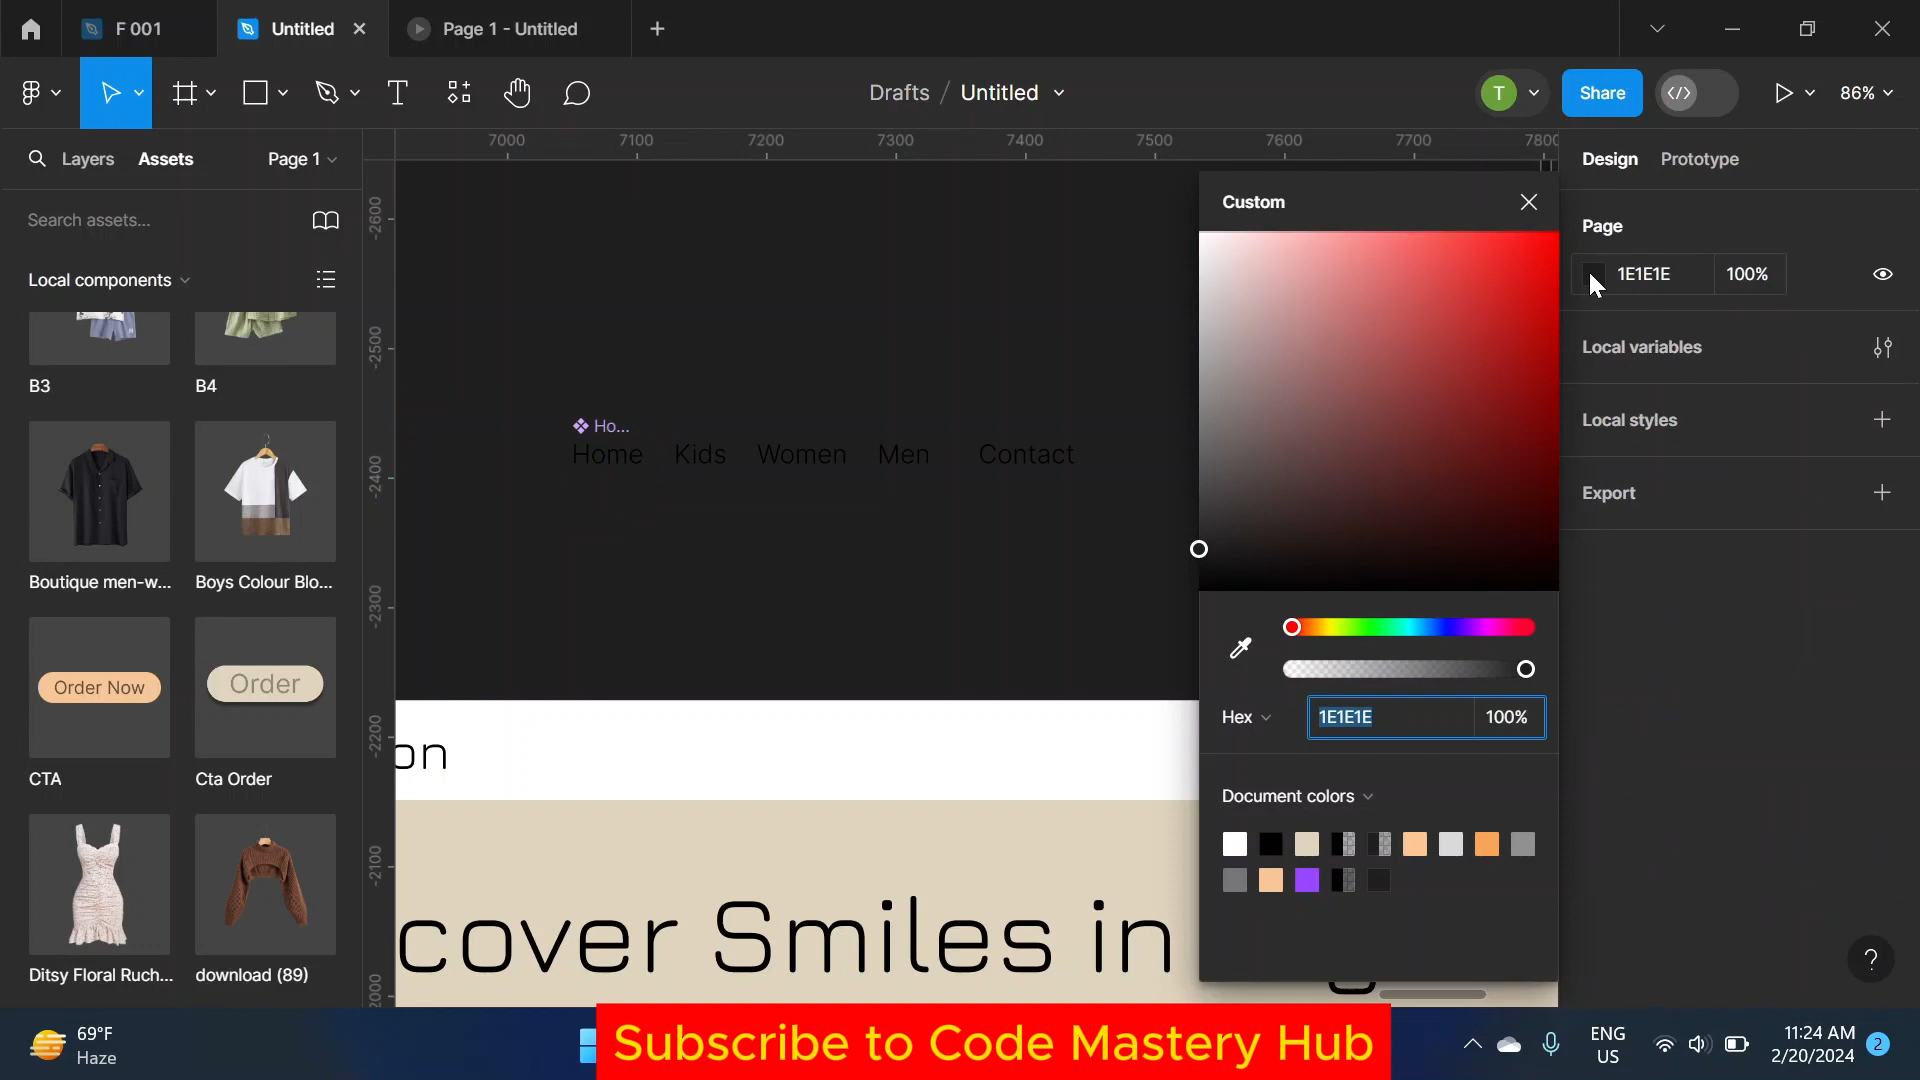 F 001
Untitled
Page 1 - Untitled
Drafts / Untitled
T
Share
86%
Layers
Assets
Page 1
7000
7100
7200
7300
7400
7500
7600
7700
7800
Design
Prototype
Search assets...
Custom
Page
1E1E1E
100%
Local components
Local variables
Local styles
Export
B3
B4
-2600
-2500
-2400
-2300
-2200
-2100
2000
Ho...
Home
Kids
Women
Men
Contact
Boutique men-w...
Boys Colour Blo...
Order Now
Order
CTA
Cta Order
on
Hex
1E1E1E
100%
Document colors
cover Smiles in
Ditsy Floral Ruch...
download (89)
?
69°F
Haze
Subscribe to Code Mastery Hub
ENG
US
11:24 AM
2/20/2024
2